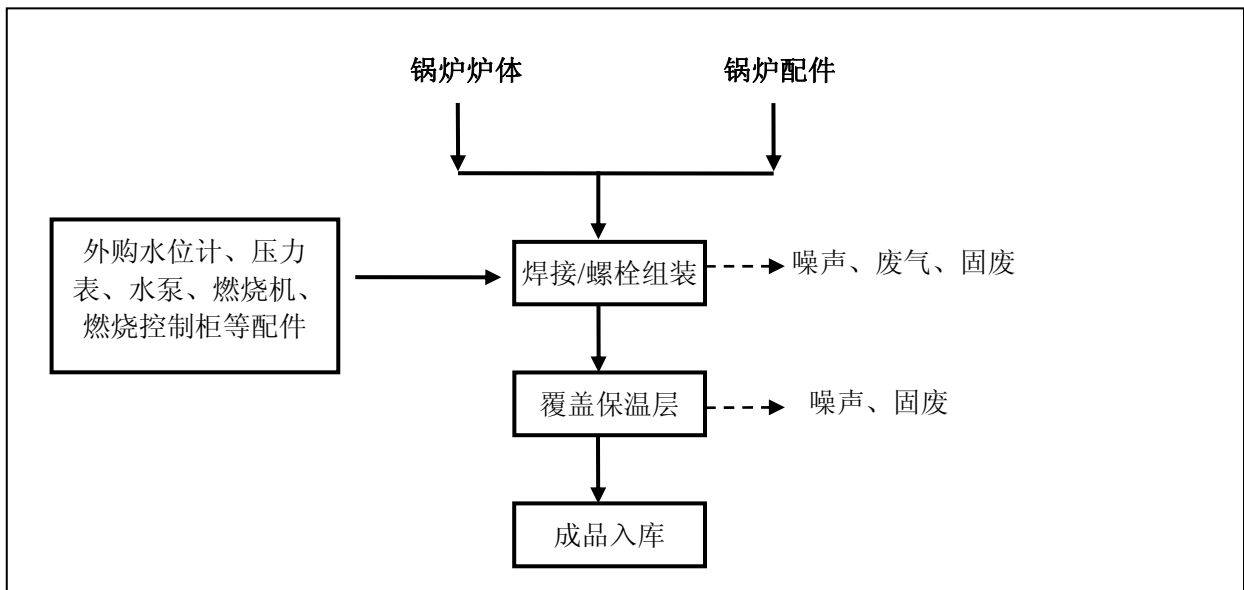 锅炉炉体
锅炉配件
外购水位计、压力
表、水泵、燃烧机、
燃烧控制柜等配件
焊接/螺栓组装
噪声、废气、固废
覆盖保温层
噪声、固废
成品入库